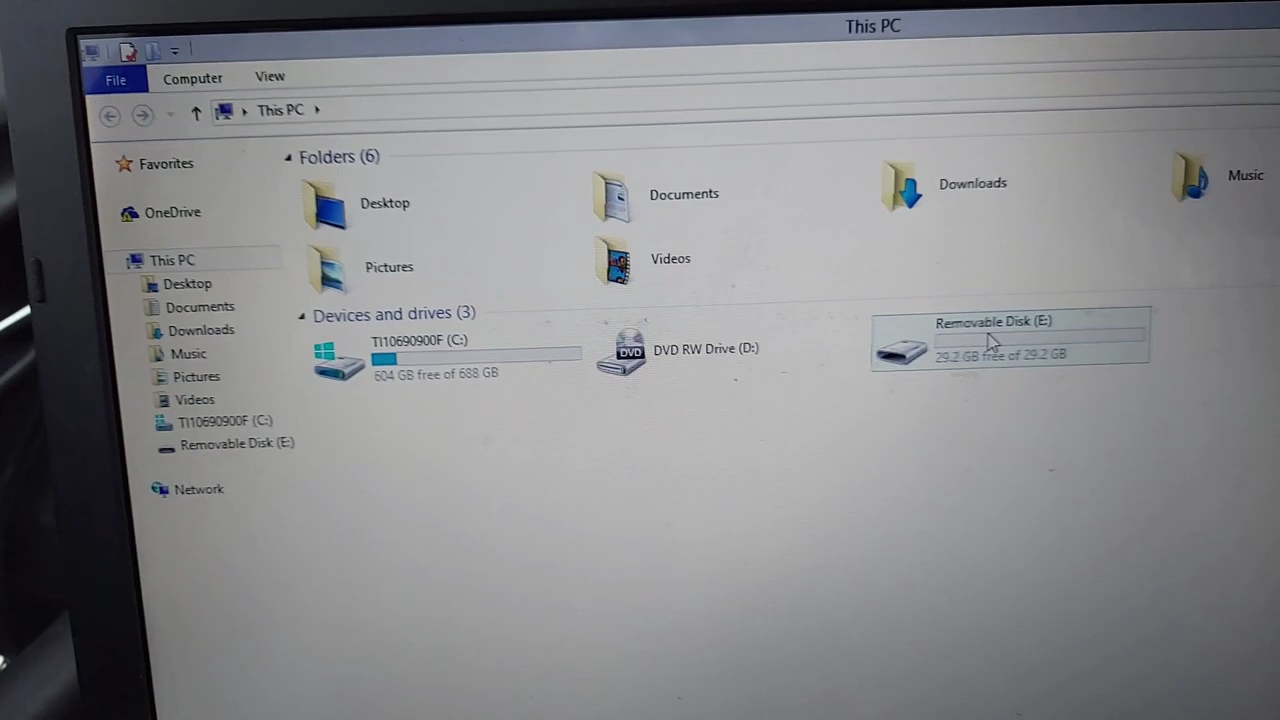 This PC
File Computer View
This PC
Favorites
OneDrive
This PC
Desktop
Documents
Downloads
Music
Pictures
Videos
TI10690900F (C:)
Removable Disk (E:)
Network
Folders (6)
Desktop
Documents
Downloads
Music
Pictures
Videos
Devices and drives (3)
TI10690900F (C:)
604 GB free of 688 GB
DVD
DVD RW Drive (D:)
Removable Disk (E:)
29.2 GB free of 29.2 GB